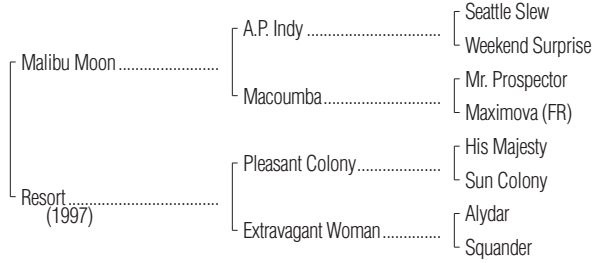 Seattle Slew
A.P. Indy
Weekend Surprise
Malibu Moon
Mr. Prospector
Macoumba
Maximova (FR)
His Majesty
Pleasant Colony
Sun Colony
Resort
(1997)
Alydar
Extravagant Woman
Squander